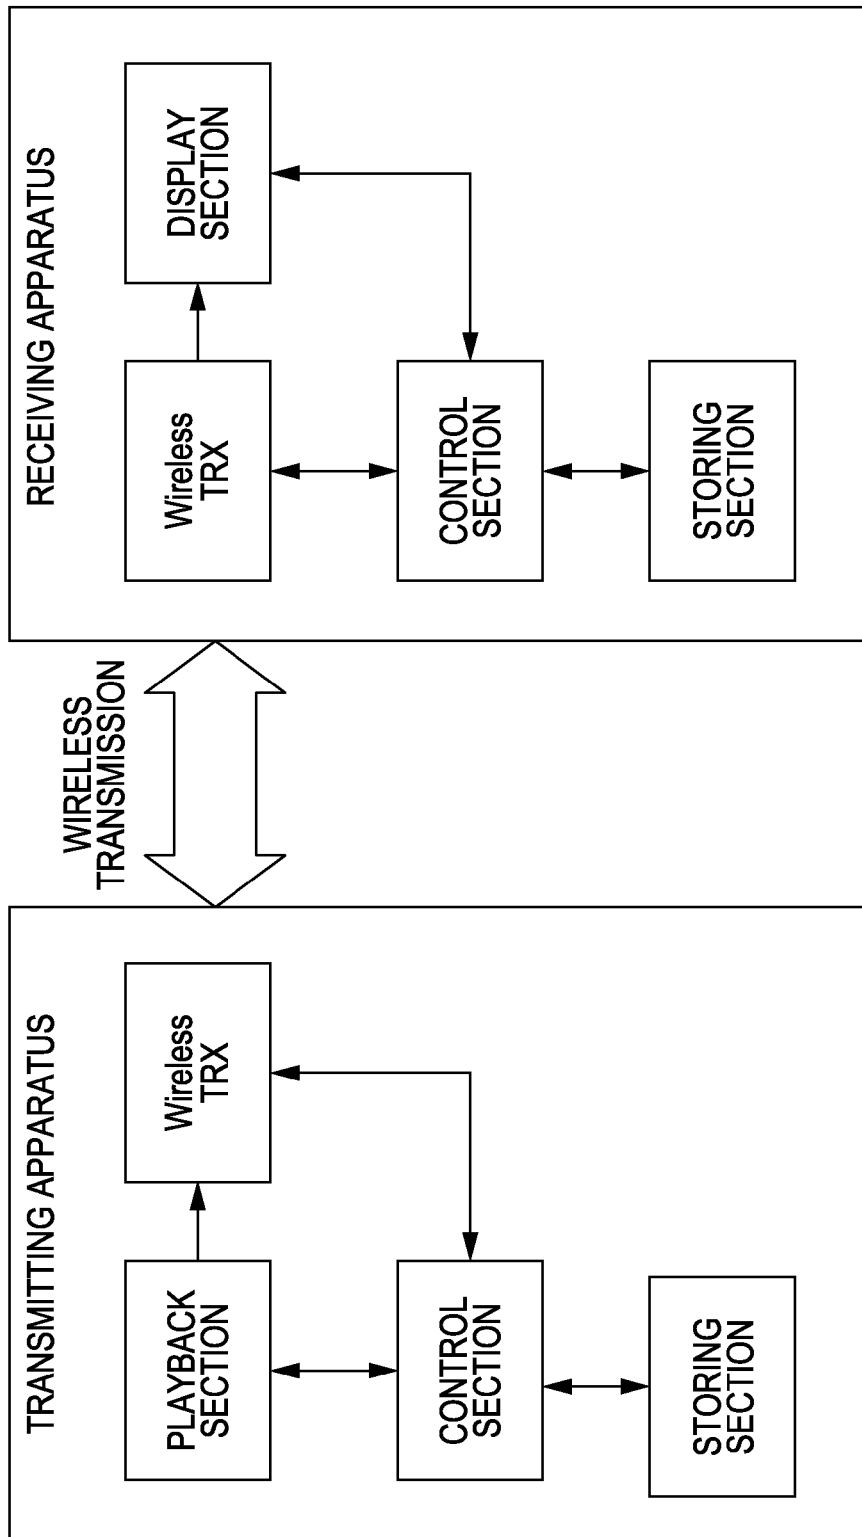 TRANSMITTING APPARATUS
PLAYBACK
SECTION
Wireless
TRX
CONTROL
SECTION
STORING
SECTION
WIRELESS
TRANSMISSION
RECEIVING APPARATUS
Wireless
TRX
DISPLAY
SECTION
CONTROL
SECTION
STORING
SECTION